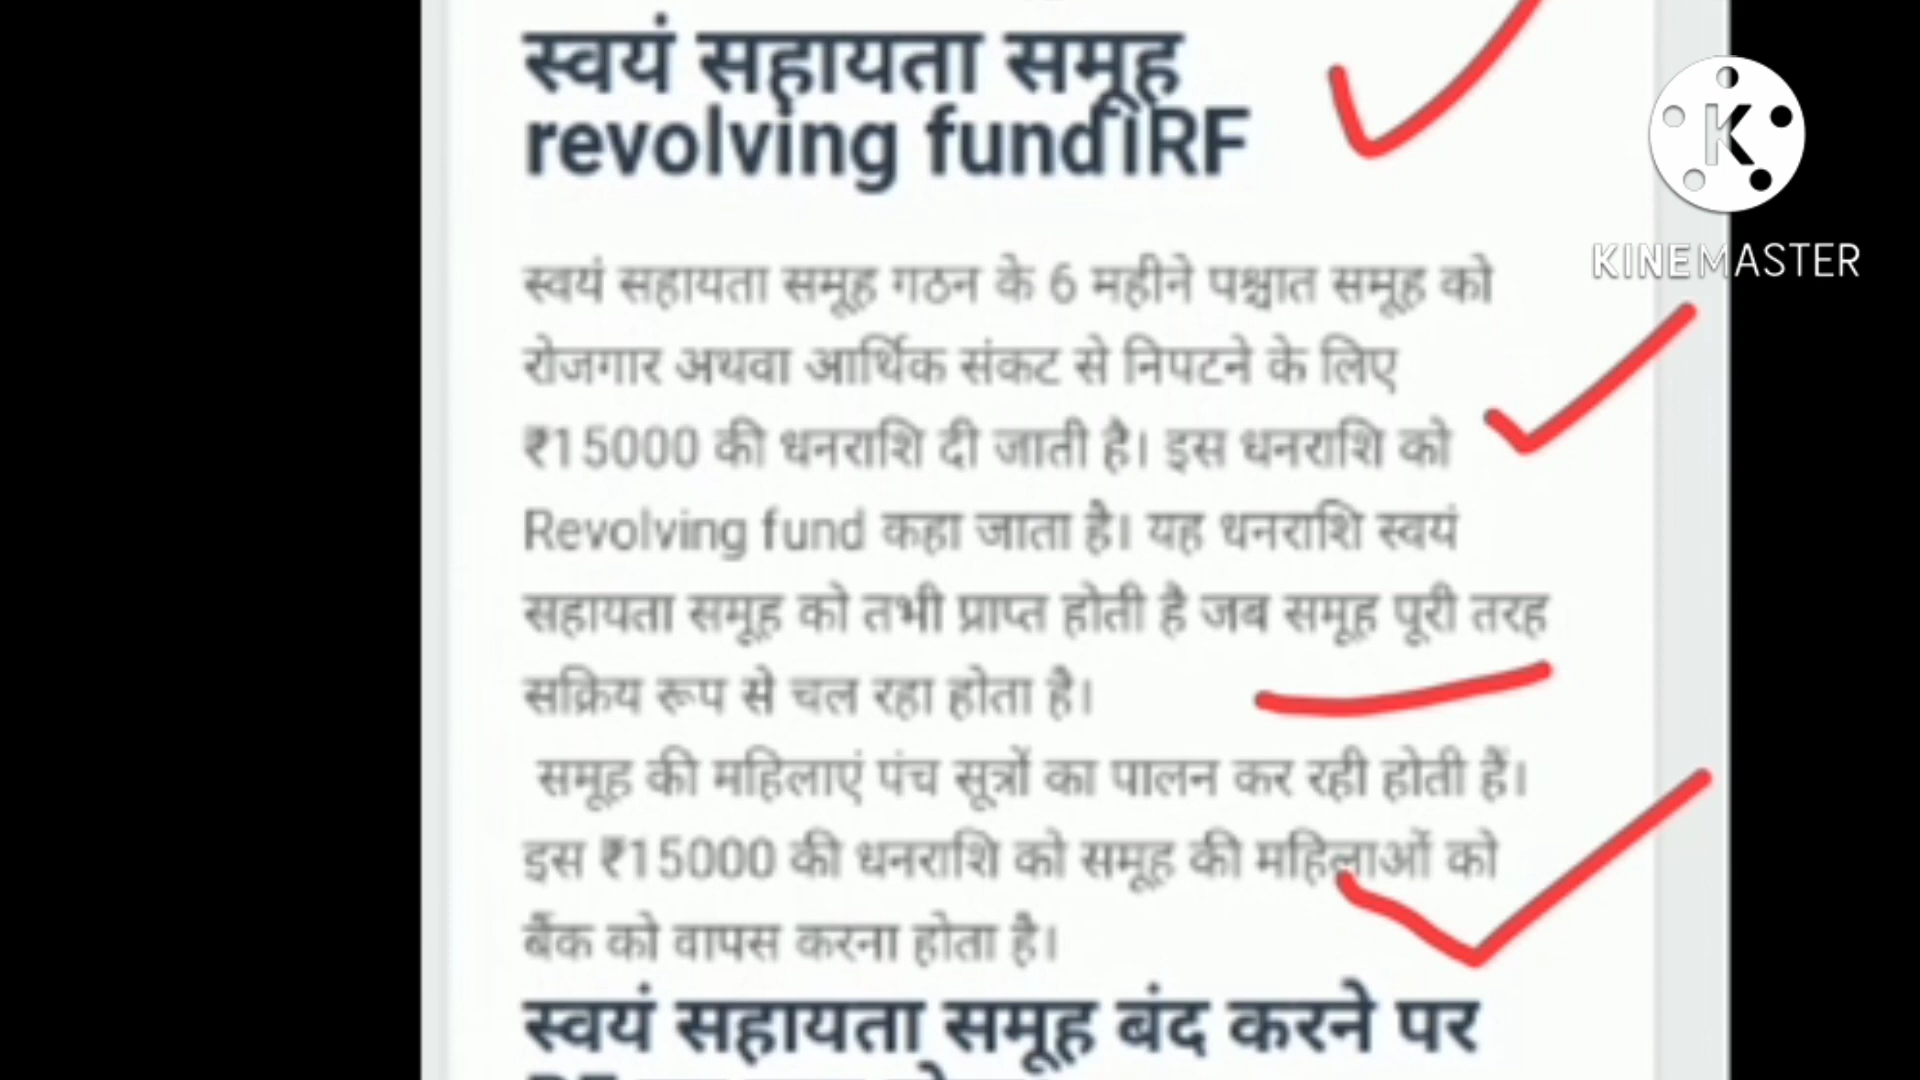 स्वयं सहायता समूह
revolving fund।RF
स्वयं सहायता समूह गठन के 6 महीने पश्चात समूह को
रोजगार अथवा आर्थिक संकट से निपटने के लिए
₹15000 की धनराशि दी जाती है। इस धनराशि को
Revolving fund कहा जाता है। यह धनराशि स्वयं
सहायता समूह को तभी प्राप्त होती है जब समूह पूरी तरह
सक्रिय रूप से चल रहा होता है।
समूह की महिलाएं पंच सूत्रों का पालन कर रही होती हैं।
इस ₹15000 की धनराशि को समूह की महिलाओं को
बैंक को वापस करना होता है।
स्वयं सहायता समूह बंद करने पर
K
KINEMASTER